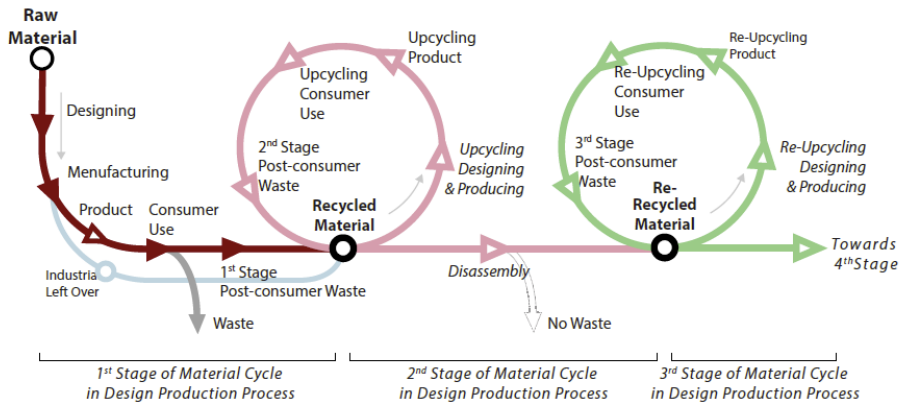 Raw
Material
Designing
Manufacturing
Product
Consumer
Use
Industria
Left Over
1st Stage
Post-consumer Waste
Waste
Upcycling
Product
Upcycling
Consumer
Use
2nd Stage
Post-consumer
Waste
Upcycling
Designing
& Producing
Recycled
Material
Disassembly
No Waste
Re-Upcycling
Product
Re-Upcycling
Consumer
Use
3rd Stage
Post-consumer
Waste
Re-Upcycling
Designing
& Producing
Re-
Recycled
Material
Towards
4th Stage
1st Stage of Material Cycle
in Design Production Process
2nd Stage of Material Cycle
in Design Production Process
3rd Stage of Material Cycle
in Design Production Process